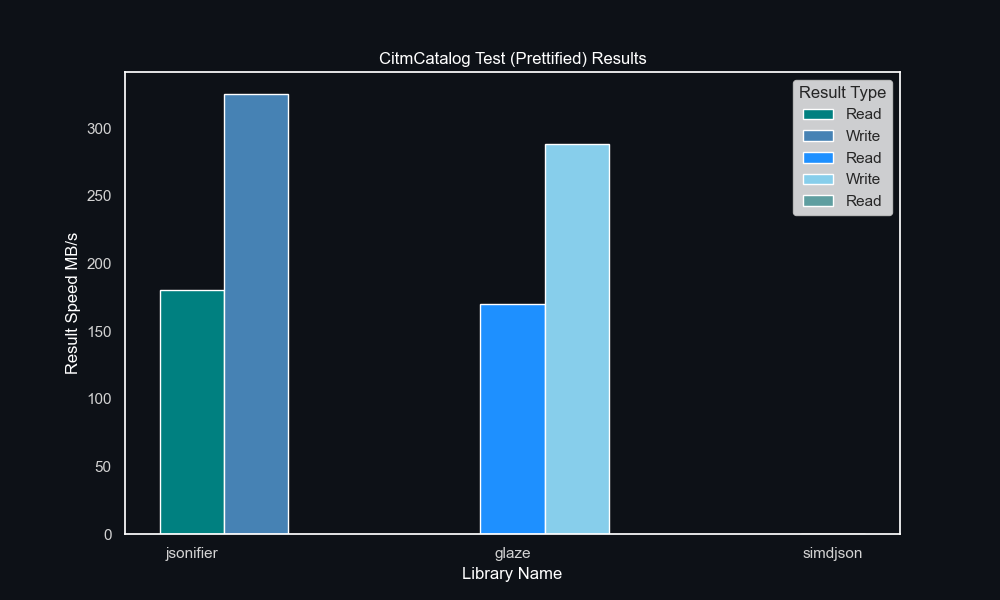 CitmCatalog Test (Prettified) Results
Result Type
Read
Write
Read
Write
Read
300
250
200
150
100
50
0
Result Speed MB/s
jsonifier
glaze
simdjson
Library Name